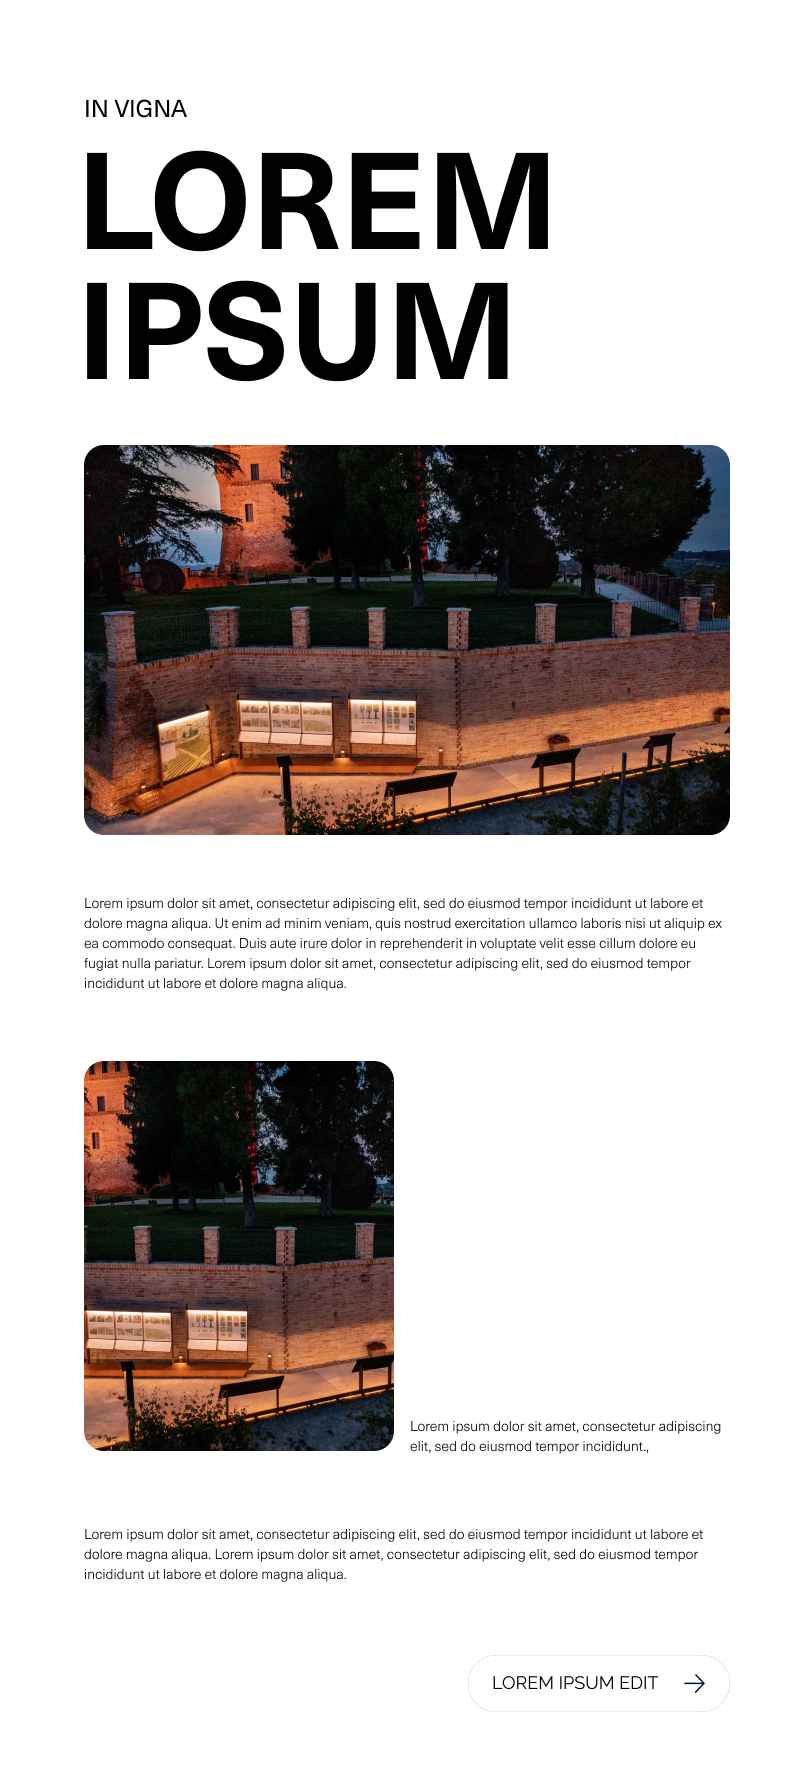 IN VIGNA
LOREM
IPSUM
Lorem ipsum dolor sit amet, consectetur adipiscing elit, sed do eiusmod tempor incididunt ut labore et
dolore magna aliqua. Ut enim ad minim veniam, quis nostrud exercitation ullamco laboris nisi ut aliquip ex
ea commodo consequat. Duis aute irure dolor in reprehenderit in voluptate velit esse cillum dolore eu
fugiat nulla pariatur. Lorem ipsum dolor sit amet, consectetur adipiscing elit, sed do eiusmod tempor
incididunt ut labore et dolore magna aliqua.
Lorem ipsum dolor sit amet, consectetur adipiscing
elit, sed do eiusmod tempor incididunt.,
Lorem ipsum dolor sit amet, consectetur adipiscing elit, sed do eiusmod tempor incididunt ut labore et
dolore magna aliqua. Lorem ipsum dolor sit amet, consectetur adipiscing elit, sed do eiusmod tempor
incididunt ut labore et dolore magna aliqua.
LOREM IPSUM EDIT